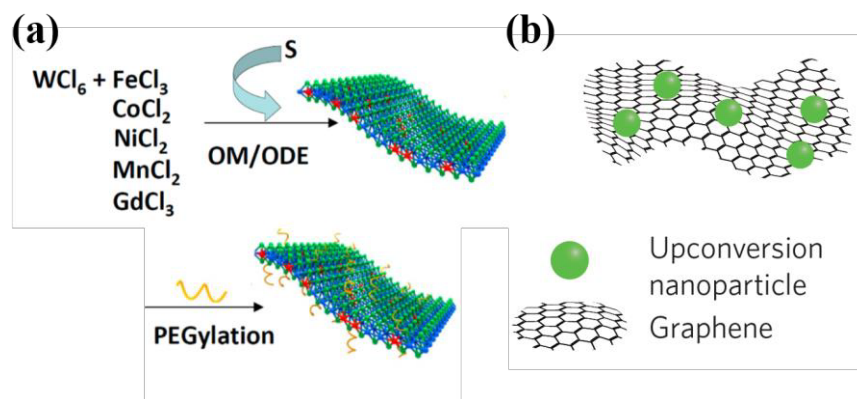 (a)
S
WCl₆ + FeCl₃
CoCl₂
NiCl₂
MnCl₂
GdCl₃
OM/ODE
PEGylation
(b)
Upconversion
nanoparticle
Graphene